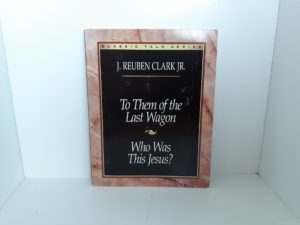 CLASSIC TALK SERIES
J. REUBEN CLARK JR.
To Them of the
Last Wagon
Who Was
This Jesus?